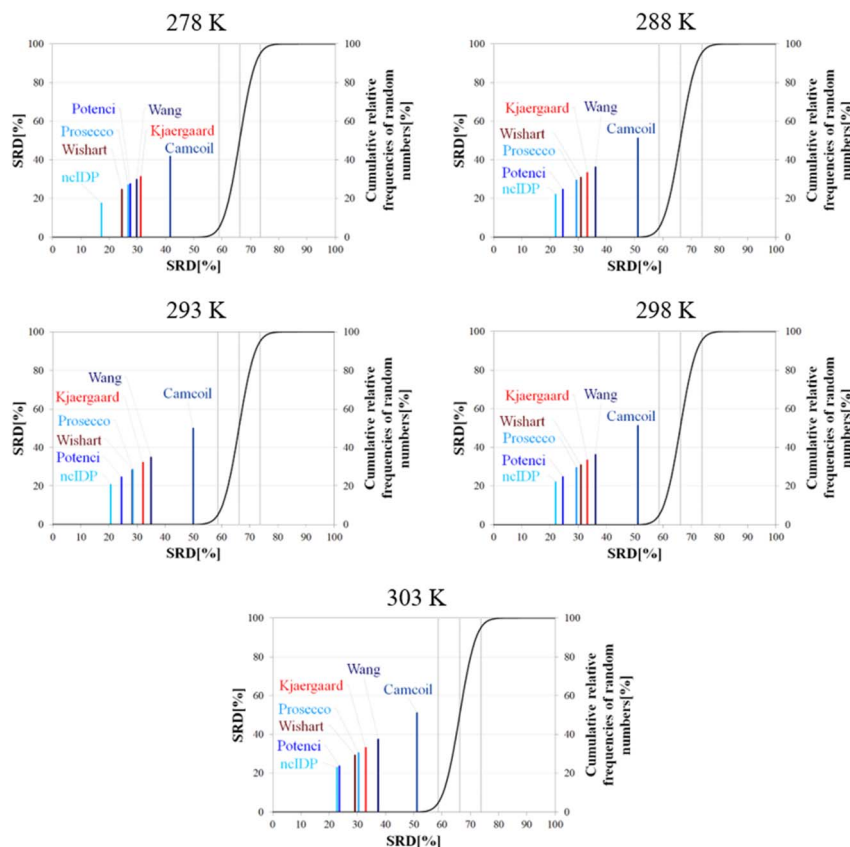 278 K
100
80
60
40
20
0
SRD[%]
Potenci
Wang
Prosecco
Kjaergaard
Wishart
Camcoil
ncIDP
100
80
60
40
20
0
Cumulative relative
frequencies of random
numbers[%]
0 10 20 30 40 50 60 70 80 90 100
SRD[%]
288 K
100
80
60
40
20
0
SRD[%]
Kjaergaard
Wang
Wishart
Camcoil
Prosecco
Potenci
ncIDP
100
80
60
40
20
0
Cumulative relative
frequencies of random
numbers[%]
0 10 20 30 40 50 60 70 80 90 100
SRD[%]
293 K
100
80
60
40
20
0
SRD[%]
Wang
Kjaergaard
Camcoil
Prosecco
Wishart
Potenci
ncIDP
100
80
60
40
20
0
Cumulative relative
frequencies of random
numbers[%]
0 10 20 30 40 50 60 70 80 90 100
SRD[%]
298 K
100
80
60
40
20
0
SRD[%]
Kjaergaard
Wang
Wishart
Camcoil
Prosecco
Potenci
ncIDP
100
80
60
40
20
0
Cumulative relative
frequencies of random
numbers[%]
0 10 20 30 40 50 60 70 80 90 100
SRD[%]
303 K
100
80
60
40
20
0
SRD[%]
Wang
Kjaergaard
Camcoil
Prosecco
Wishart
Potenci
ncIDP
100
80
60
40
20
0
Cumulative relative
frequencies of random
numbers[%]
0 10 20 30 40 50 60 70 80 90 100
SRD[%]